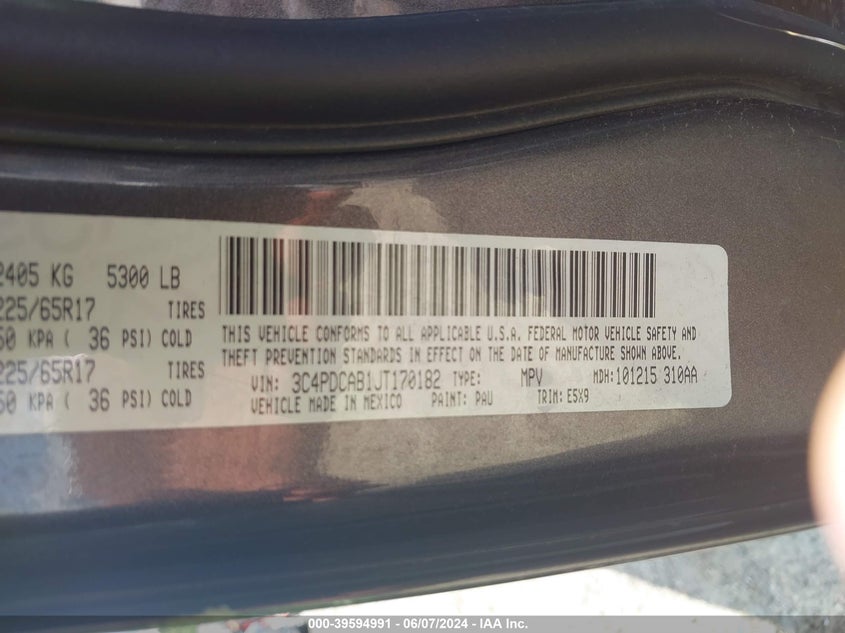 2405 KG 5300 LB
225/65R17 TIRES
60 KPA ( 36 PSI) COLD
225/65R17 TIRES
60 KPA ( 36 PSI) COLD
THIS VEHICLE CONFORMS TO ALL APPLICABLE U.S.A. FEDERAL MOTOR VEHICLE SAFETY AND
THEFT PREVENTION STANDARDS IN EFFECT ON THE DATE OF MANUFACTURE SHOWN ABOVE.
VIN: 3C4PDCAB1JT170182 TYPE: MPV MDH: 101215 310AA
VEHICLE MADE IN MEXICO PAINT: PAU TRIM: E5X9
000-39594991 - 06/07/2024 - IAA Inc.